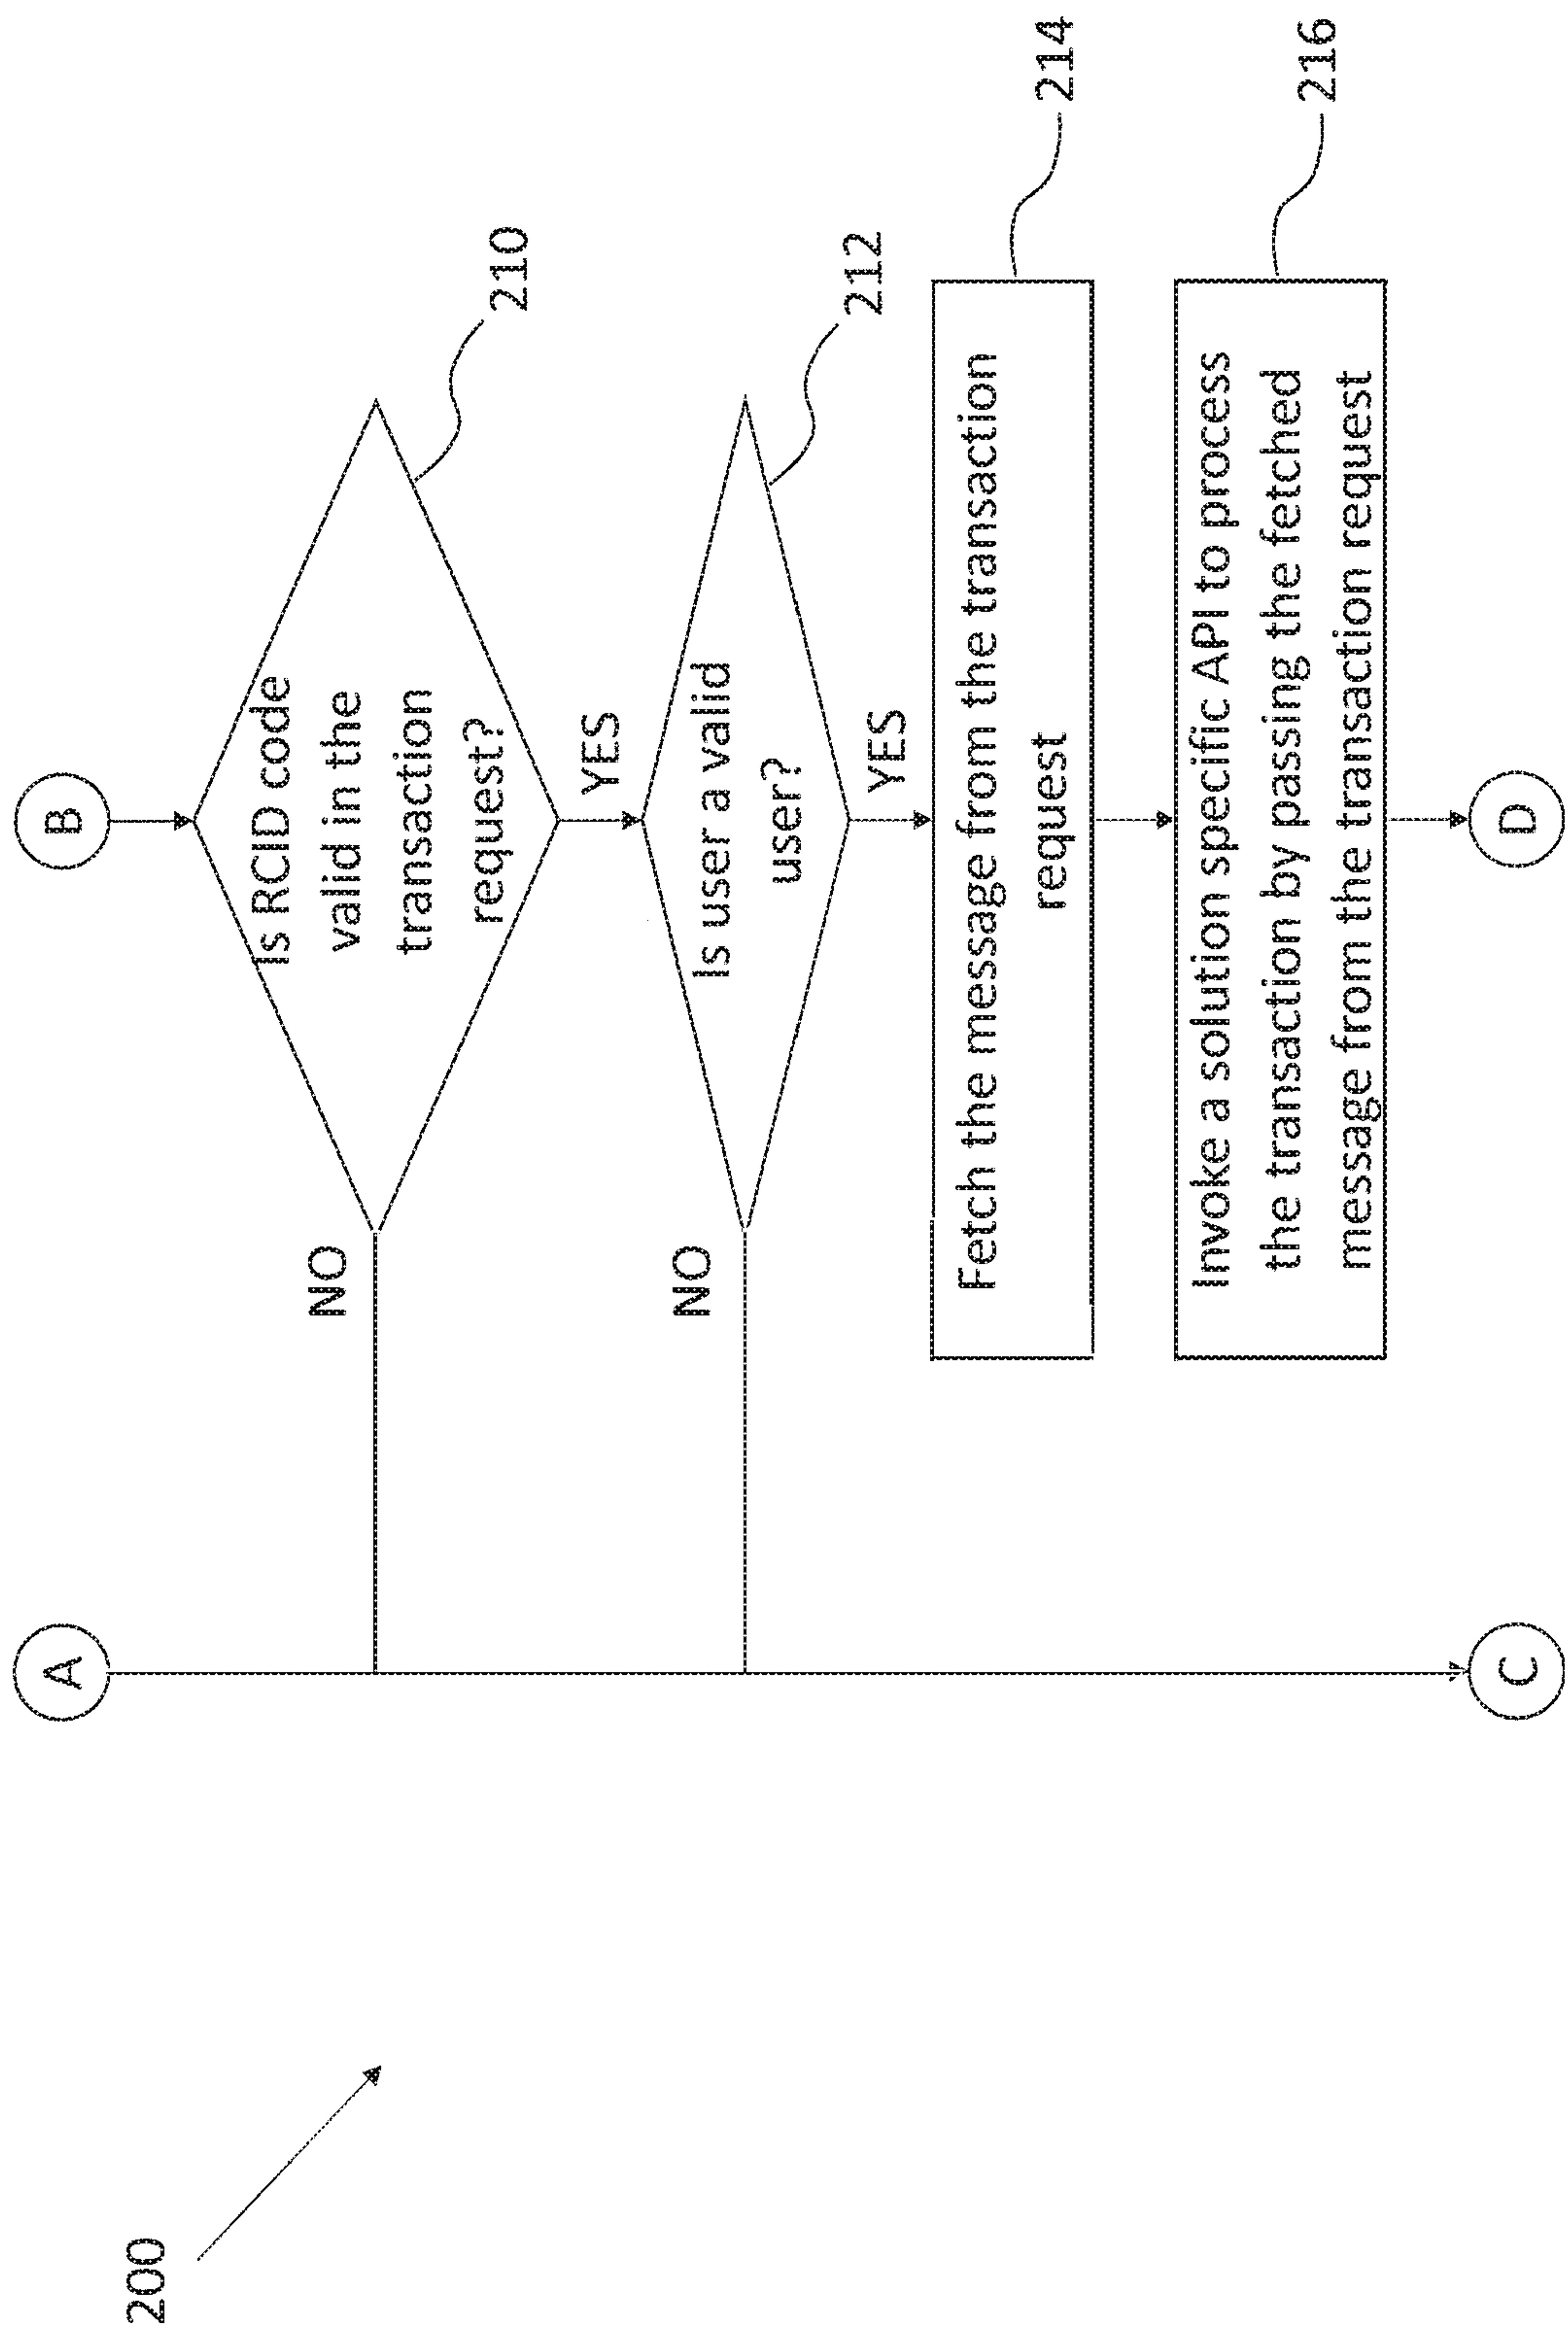 200
A
B
Is RCID code
valid in the
transaction
request?
210
NO
YES
Is user a valid
user?
212
NO
YES
Fetch the message from the transaction
request
214
Invoke a solution specific API to process
the transaction by passing the fetched
message from the transaction request
216
C
D